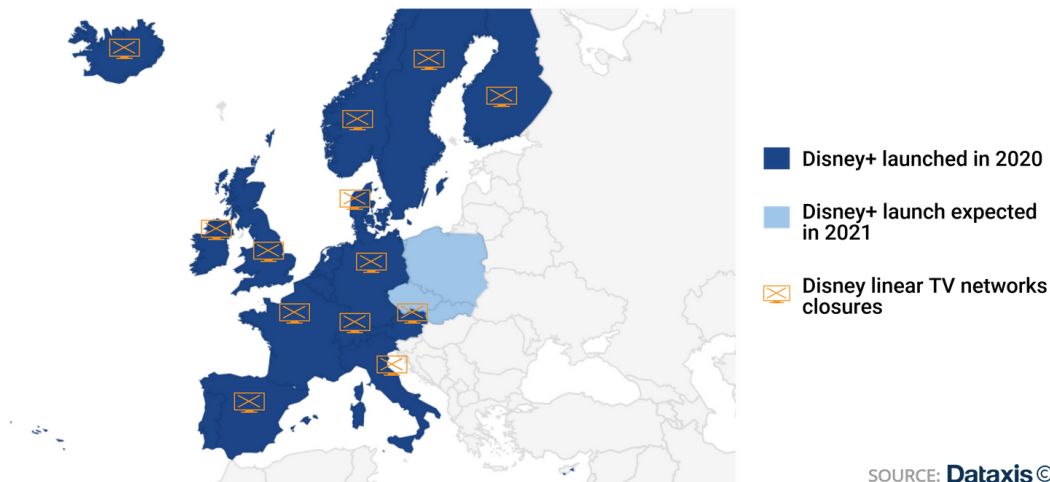 Disney+ launched in 2020
Disney+ launch expected
in 2021
Disney linear TV networks
closures
SOURCE: Dataxis ©